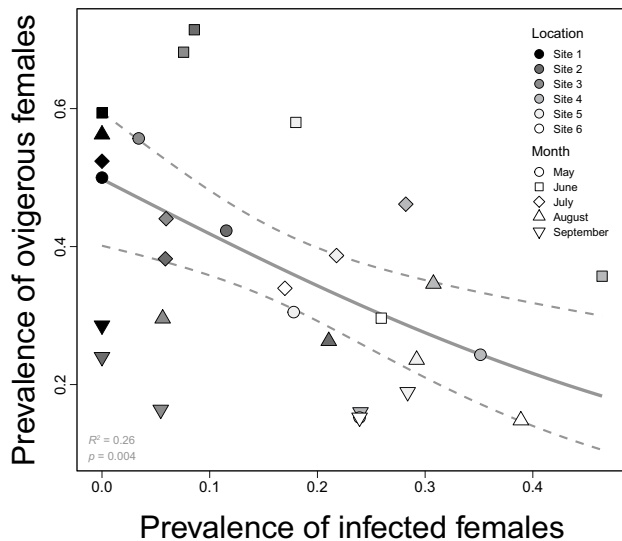 Prevalence of ovigerous females
0.6
0.4
0.2
Location
Site 1
Site 2
Site 3
Site 4
Site 5
Site 6
Month
May
June
July
August
September
R² = 0.26
p = 0.004
0.0 0.1 0.2 0.3 0.4
Prevalence of infected females